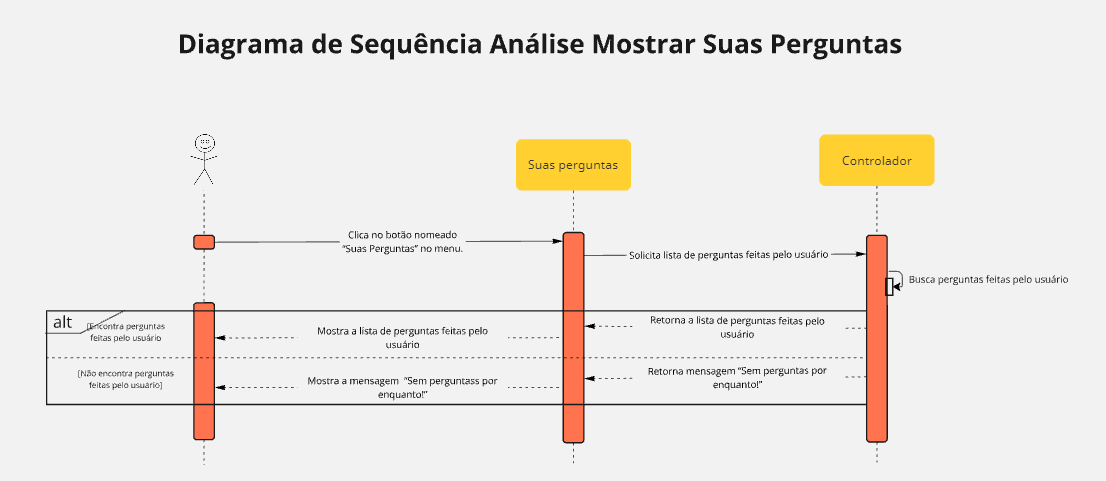 Diagrama de Sequência Análise Mostrar Suas Perguntas
Suas perguntas
Controlador
Clica no botão nomeado
“Suas Perguntas” no menu.
Solicita lista de perguntas feitas pelo usuário
Busca perguntas feitas pelo usuário
alt
[Encontra perguntas
feitas pelo usuário
Mostra a lista de perguntas feitas pelo
usuário
Retorna a lista de perguntas feitas pelo
usuário
[Não encontra perguntas
feitas pelo usuário]
Mostra a mensagem “Sem perguntass por
enquanto!”
Retorna mensagem “Sem perguntas por
enquanto!”